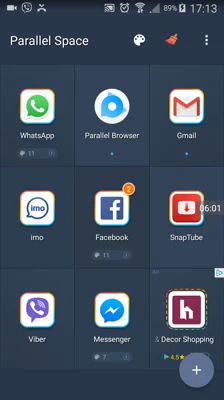 89% 17:13
Parallel Space
WhatsApp
Parallel Browser
Gmail
11
imo
imo
2
Facebook
SnapTube
06:01
11
Viber
Messenger
& Decor Shopping
7
4.5